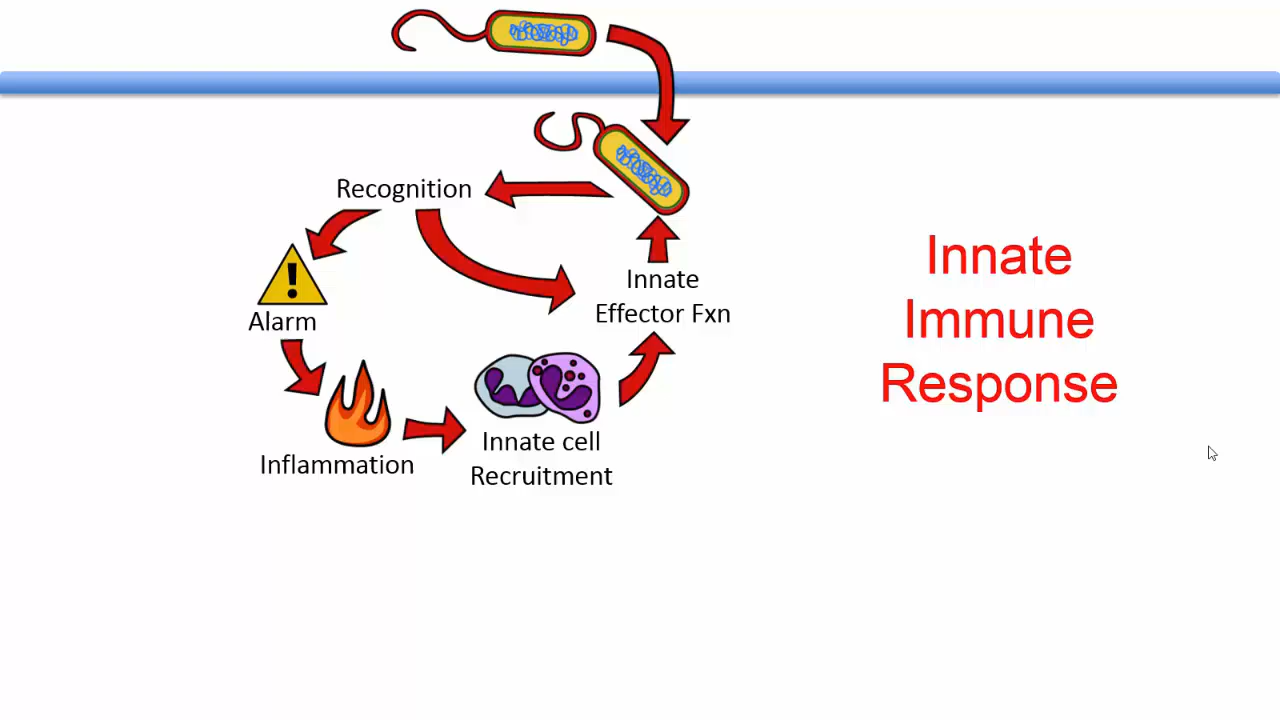 Recognition
!
Alarm
Inflammation
Innate cell
Recruitment
Innate
Effector Fxn
Innate
Immune
Response